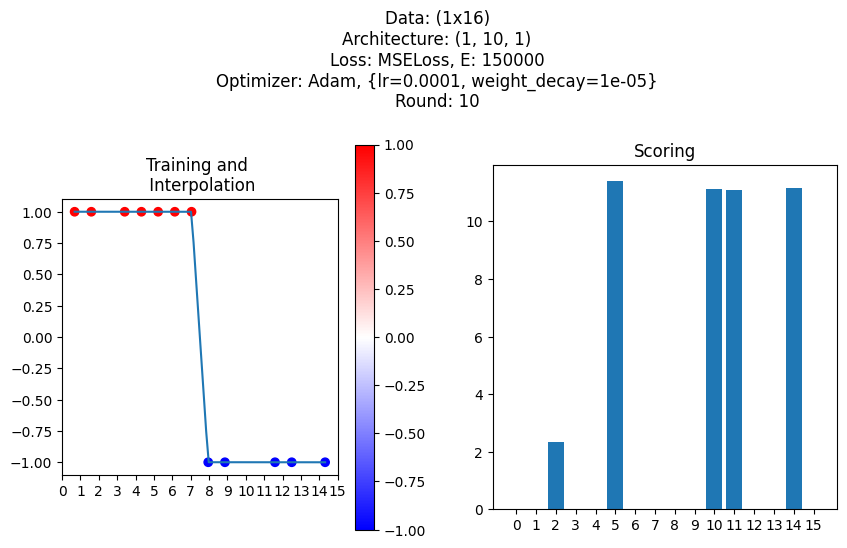 Data: (1x16)
Architecture: (1, 10, 1)
Loss: MSELoss, E: 150000
Optimizer: Adam, {lr=0.0001, weight_decay=1e-05}
Round: 10
Training and
Interpolation
1.00
0.75
0.50
0.25
0.00
−0.25
−0.50
−0.75
−1.00
0 1 2 3 4 5 6 7 8 9 10 11 12 13 14 15
1.00
0.75
0.50
0.25
0.00
−0.25
−0.50
−0.75
−1.00
Scoring
10
8
6
4
2
0
0 1 2 3 4 5 6 7 8 9 10 11 12 13 14 15